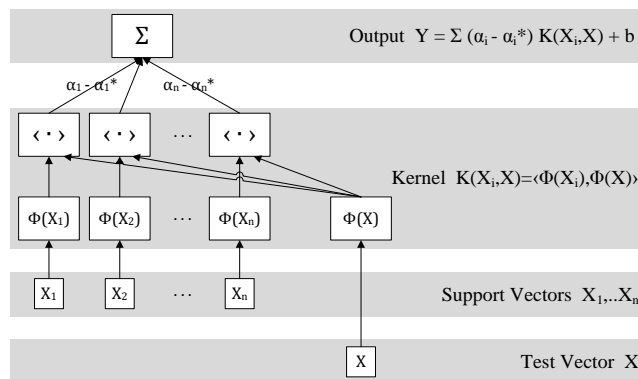 Σ
Output Y = Σ (αᵢ - αᵢ*) K(Xᵢ,X) + b
α₁ - α₁*
αₙ - αₙ*
‹ · › ‹ · › ⋯ ‹ · ›
Kernel K(Xᵢ,X)=‹Φ(Xᵢ),Φ(X)›
Φ(X₁) Φ(X₂) ⋯ Φ(Xₙ) Φ(X)
X₁ X₂ ⋯ Xₙ
Support Vectors X₁,..Xₙ
X
Test Vector X